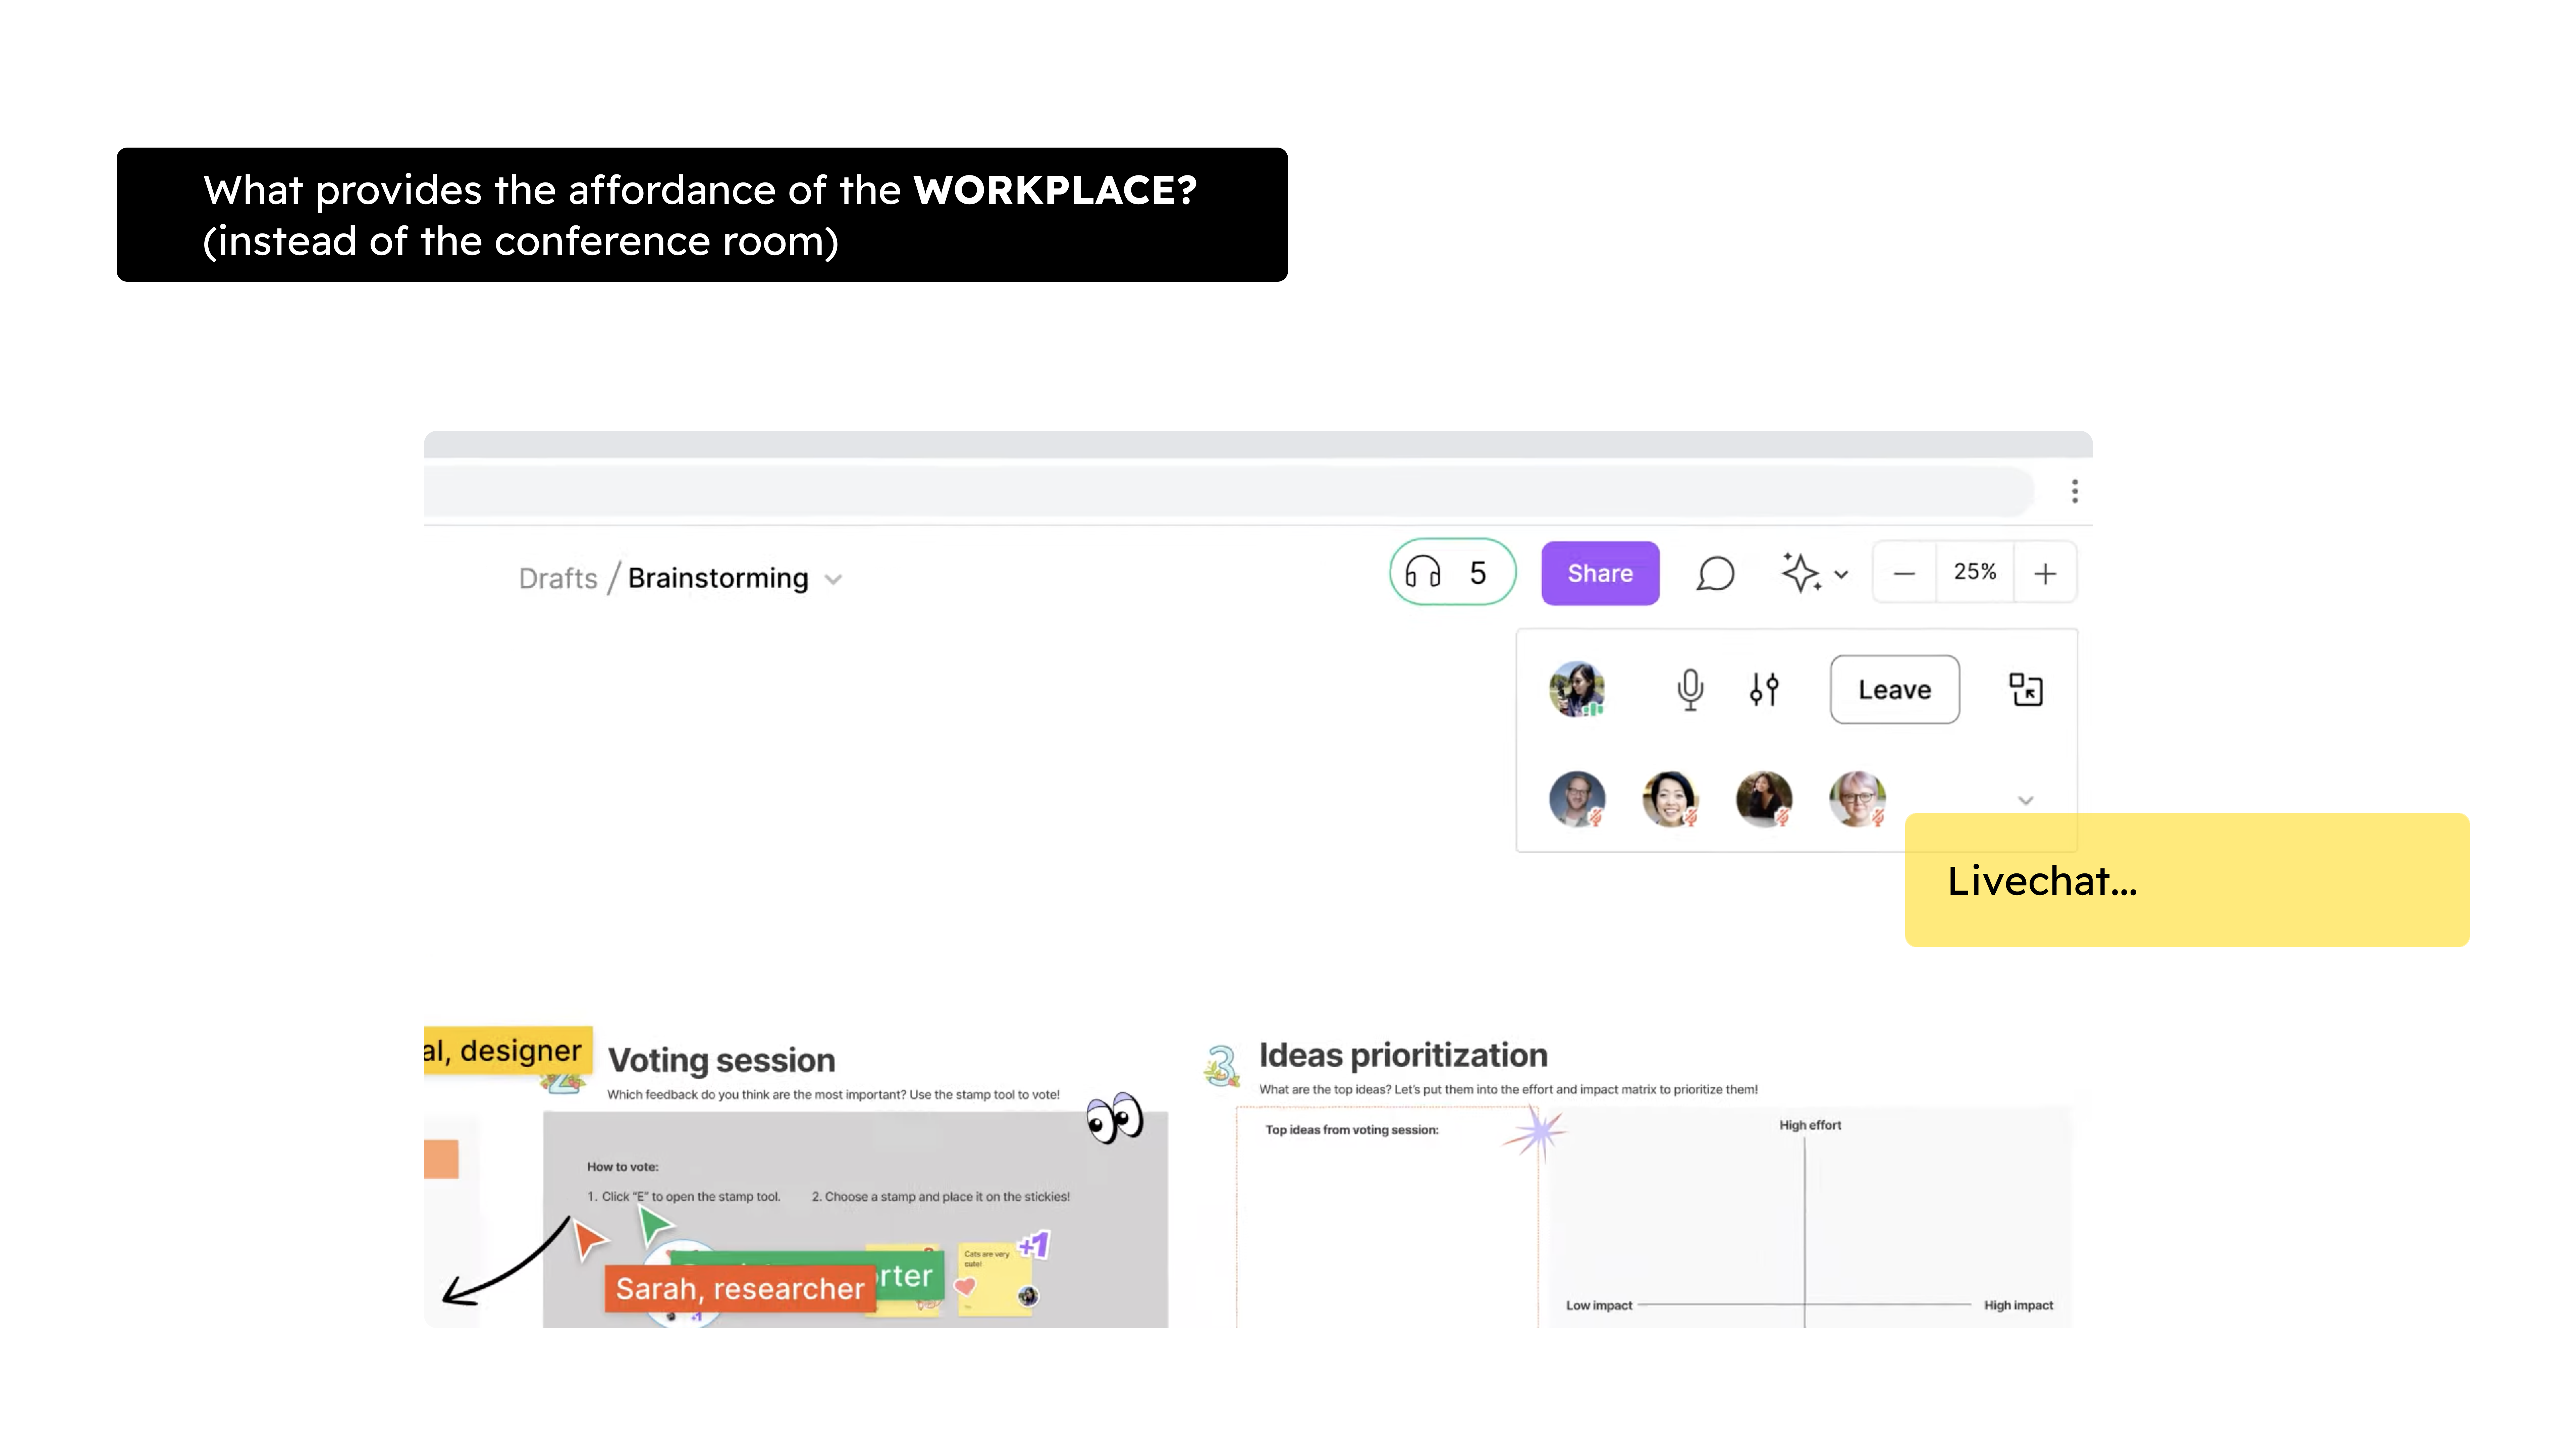 What provides the affordance of the WORKPLACE?
(instead of the conference room)
Drafts / Brainstorming
5
Share
25%
Leave
Livechat...
al, designer
2
Voting session
Which feedback do you think are the most important? Use the stamp tool to vote!
3
Ideas prioritization
What are the top ideas? Let's put them into the effort and impact matrix to prioritize them!
Top ideas from voting session:
High effort
How to vote:
1. Click "E" to open the stamp tool.
2. Choose a stamp and place it on the stickies!
Cats are very
cute!
+1
rter
Sarah, researcher
+1
Low impact
High impact